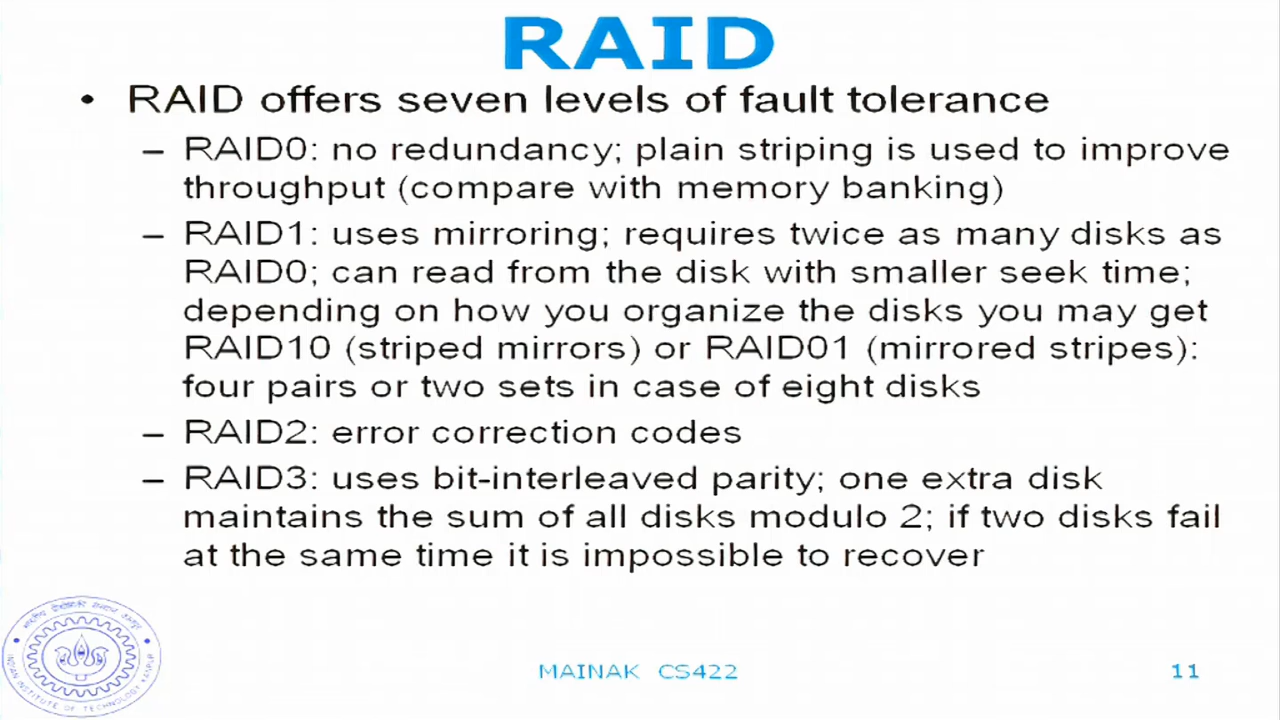 RAID
• RAID offers seven levels of fault tolerance
– RAID0: no redundancy; plain striping is used to improve
throughput (compare with memory banking)
– RAID1: uses mirroring; requires twice as many disks as
RAID0; can read from the disk with smaller seek time;
depending on how you organize the disks you may get
RAID10 (striped mirrors) or RAID01 (mirrored stripes):
four pairs or two sets in case of eight disks
– RAID2: error correction codes
– RAID3: uses bit-interleaved parity; one extra disk
maintains the sum of all disks modulo 2; if two disks fail
at the same time it is impossible to recover
INDIAN INSTITUTE OF TECHNOLOGY KANPUR
MAINAK CS422
11